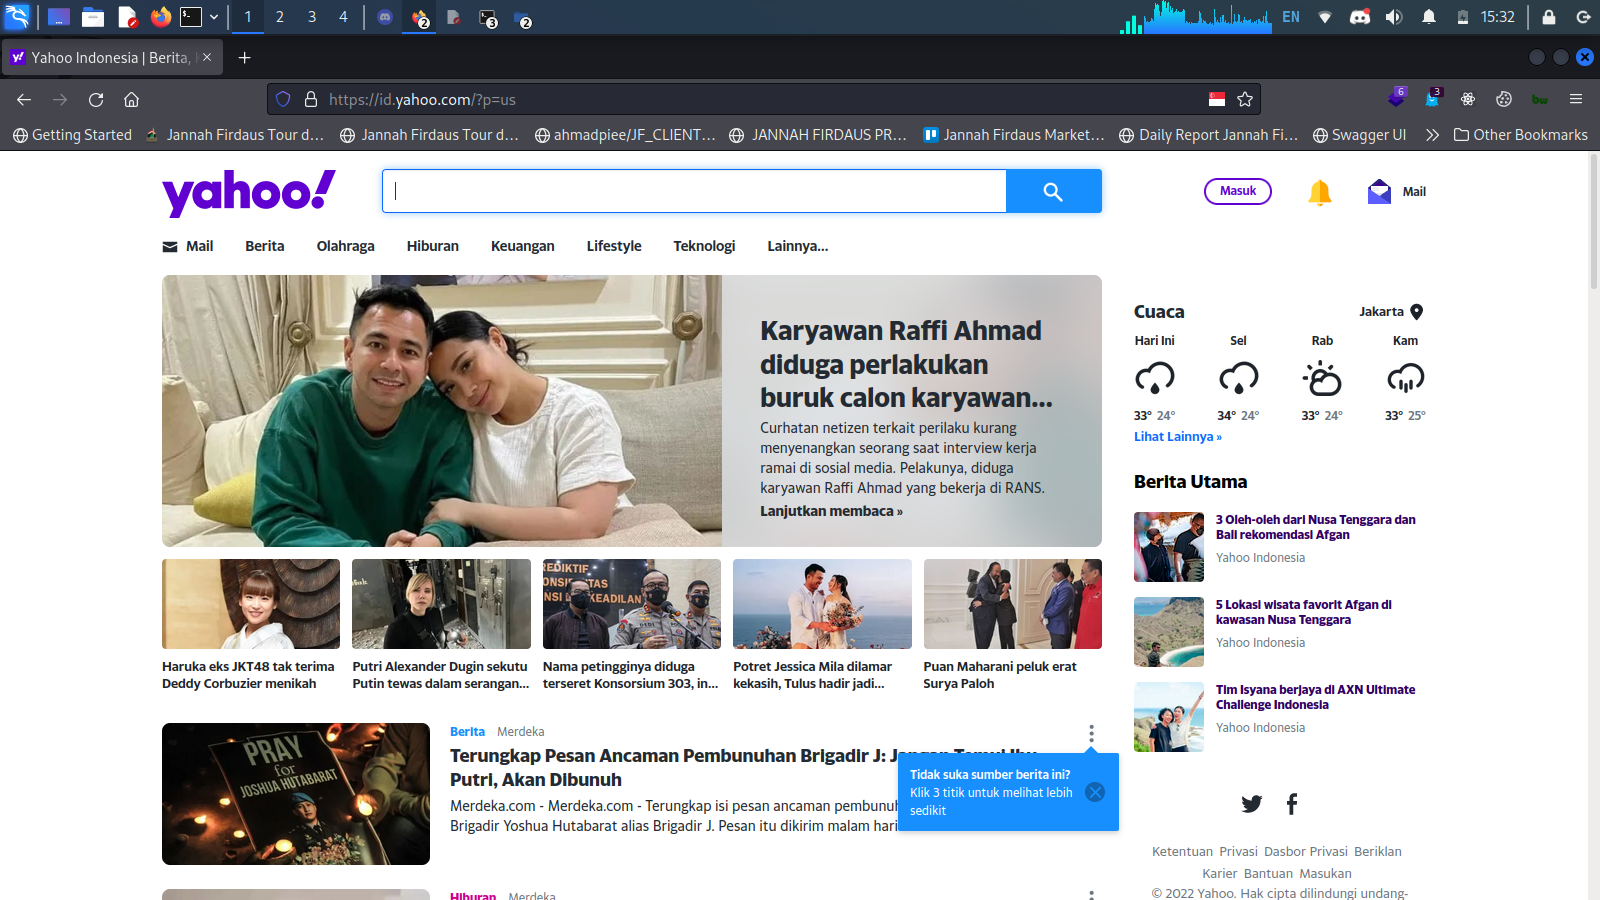 1 2 3 4
2
3
2
EN
15:32
Yahoo Indonesia | Berita,
https://id.yahoo.com/?p=us
6
3
Getting Started
Jannah Firdaus Tour d…
Jannah Firdaus Tour d…
ahmadpiee/JF_CLIENT…
JANNAH FIRDAUS PR…
Jannah Firdaus Market…
Daily Report Jannah Fi…
Swagger UI
Other Bookmarks
yahoo!
Masuk
Mail
Mail
Berita
Olahraga
Hiburan
Keuangan
Lifestyle
Teknologi
Lainnya...
Karyawan Raffi Ahmad
diduga perlakukan
buruk calon karyawan...
Curhatan netizen terkait perilaku kurang
menyenangkan seorang saat interview kerja
ramai di sosial media. Pelakunya, diduga
karyawan Raffi Ahmad yang bekerja di RANS.
Lanjutkan membaca »
Cuaca
Jakarta
Hari Ini
Sel
Rab
Kam
33° 24°
34° 24°
33° 24°
33° 25°
Lihat Lainnya »
Berita Utama
3 Oleh-oleh dari Nusa Tenggara dan
Bali rekomendasi Afgan
Yahoo Indonesia
5 Lokasi wisata favorit Afgan di
kawasan Nusa Tenggara
Yahoo Indonesia
Tim Isyana berjaya di AXN Ultimate
Challenge Indonesia
Yahoo Indonesia
Haruka eks JKT48 tak terima
Deddy Corbuzier menikah
Putri Alexander Dugin sekutu
Putin tewas dalam serangan...
Nama petingginya diduga
terseret Konsorsium 303, in...
Potret Jessica Mila dilamar
kekasih, Tulus hadir jadi...
Puan Maharani peluk erat
Surya Paloh
PRAY
for
JOSHUA HUTABARAT
Berita Merdeka
Terungkap Pesan Ancaman Pembunuhan Brigadir J:
Putri, Akan Dibunuh
Merdeka.com - Merdeka.com - Terungkap isi pesan ancaman
Brigadir Yoshua Hutabarat alias Brigadir J. Pesan itu dikirim malam
Tidak suka sumber berita ini?
Klik 3 titik untuk melihat lebih
sedikit
Hiburan Merdeka
Ketentuan Privasi Dasbor Privasi Beriklan
Karier Bantuan Masukan
© 2022 Yahoo. Hak cipta dilindungi undang-